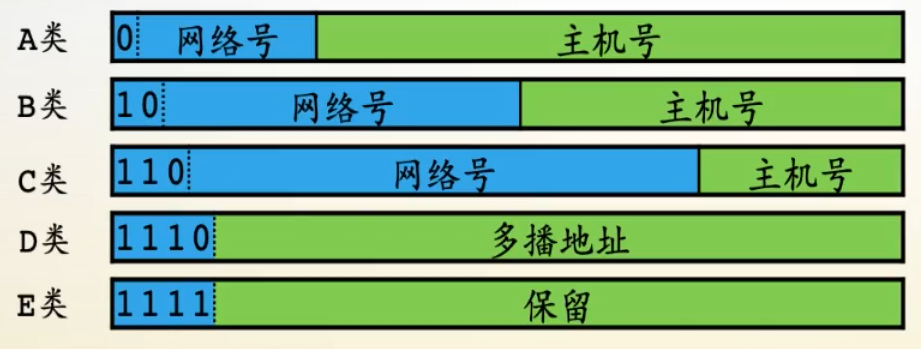 A类 0 网络号 主机号
B类 10 网络号 主机号
C类 110 网络号 主机号
D类 1110 多播地址
E类 1111 保留